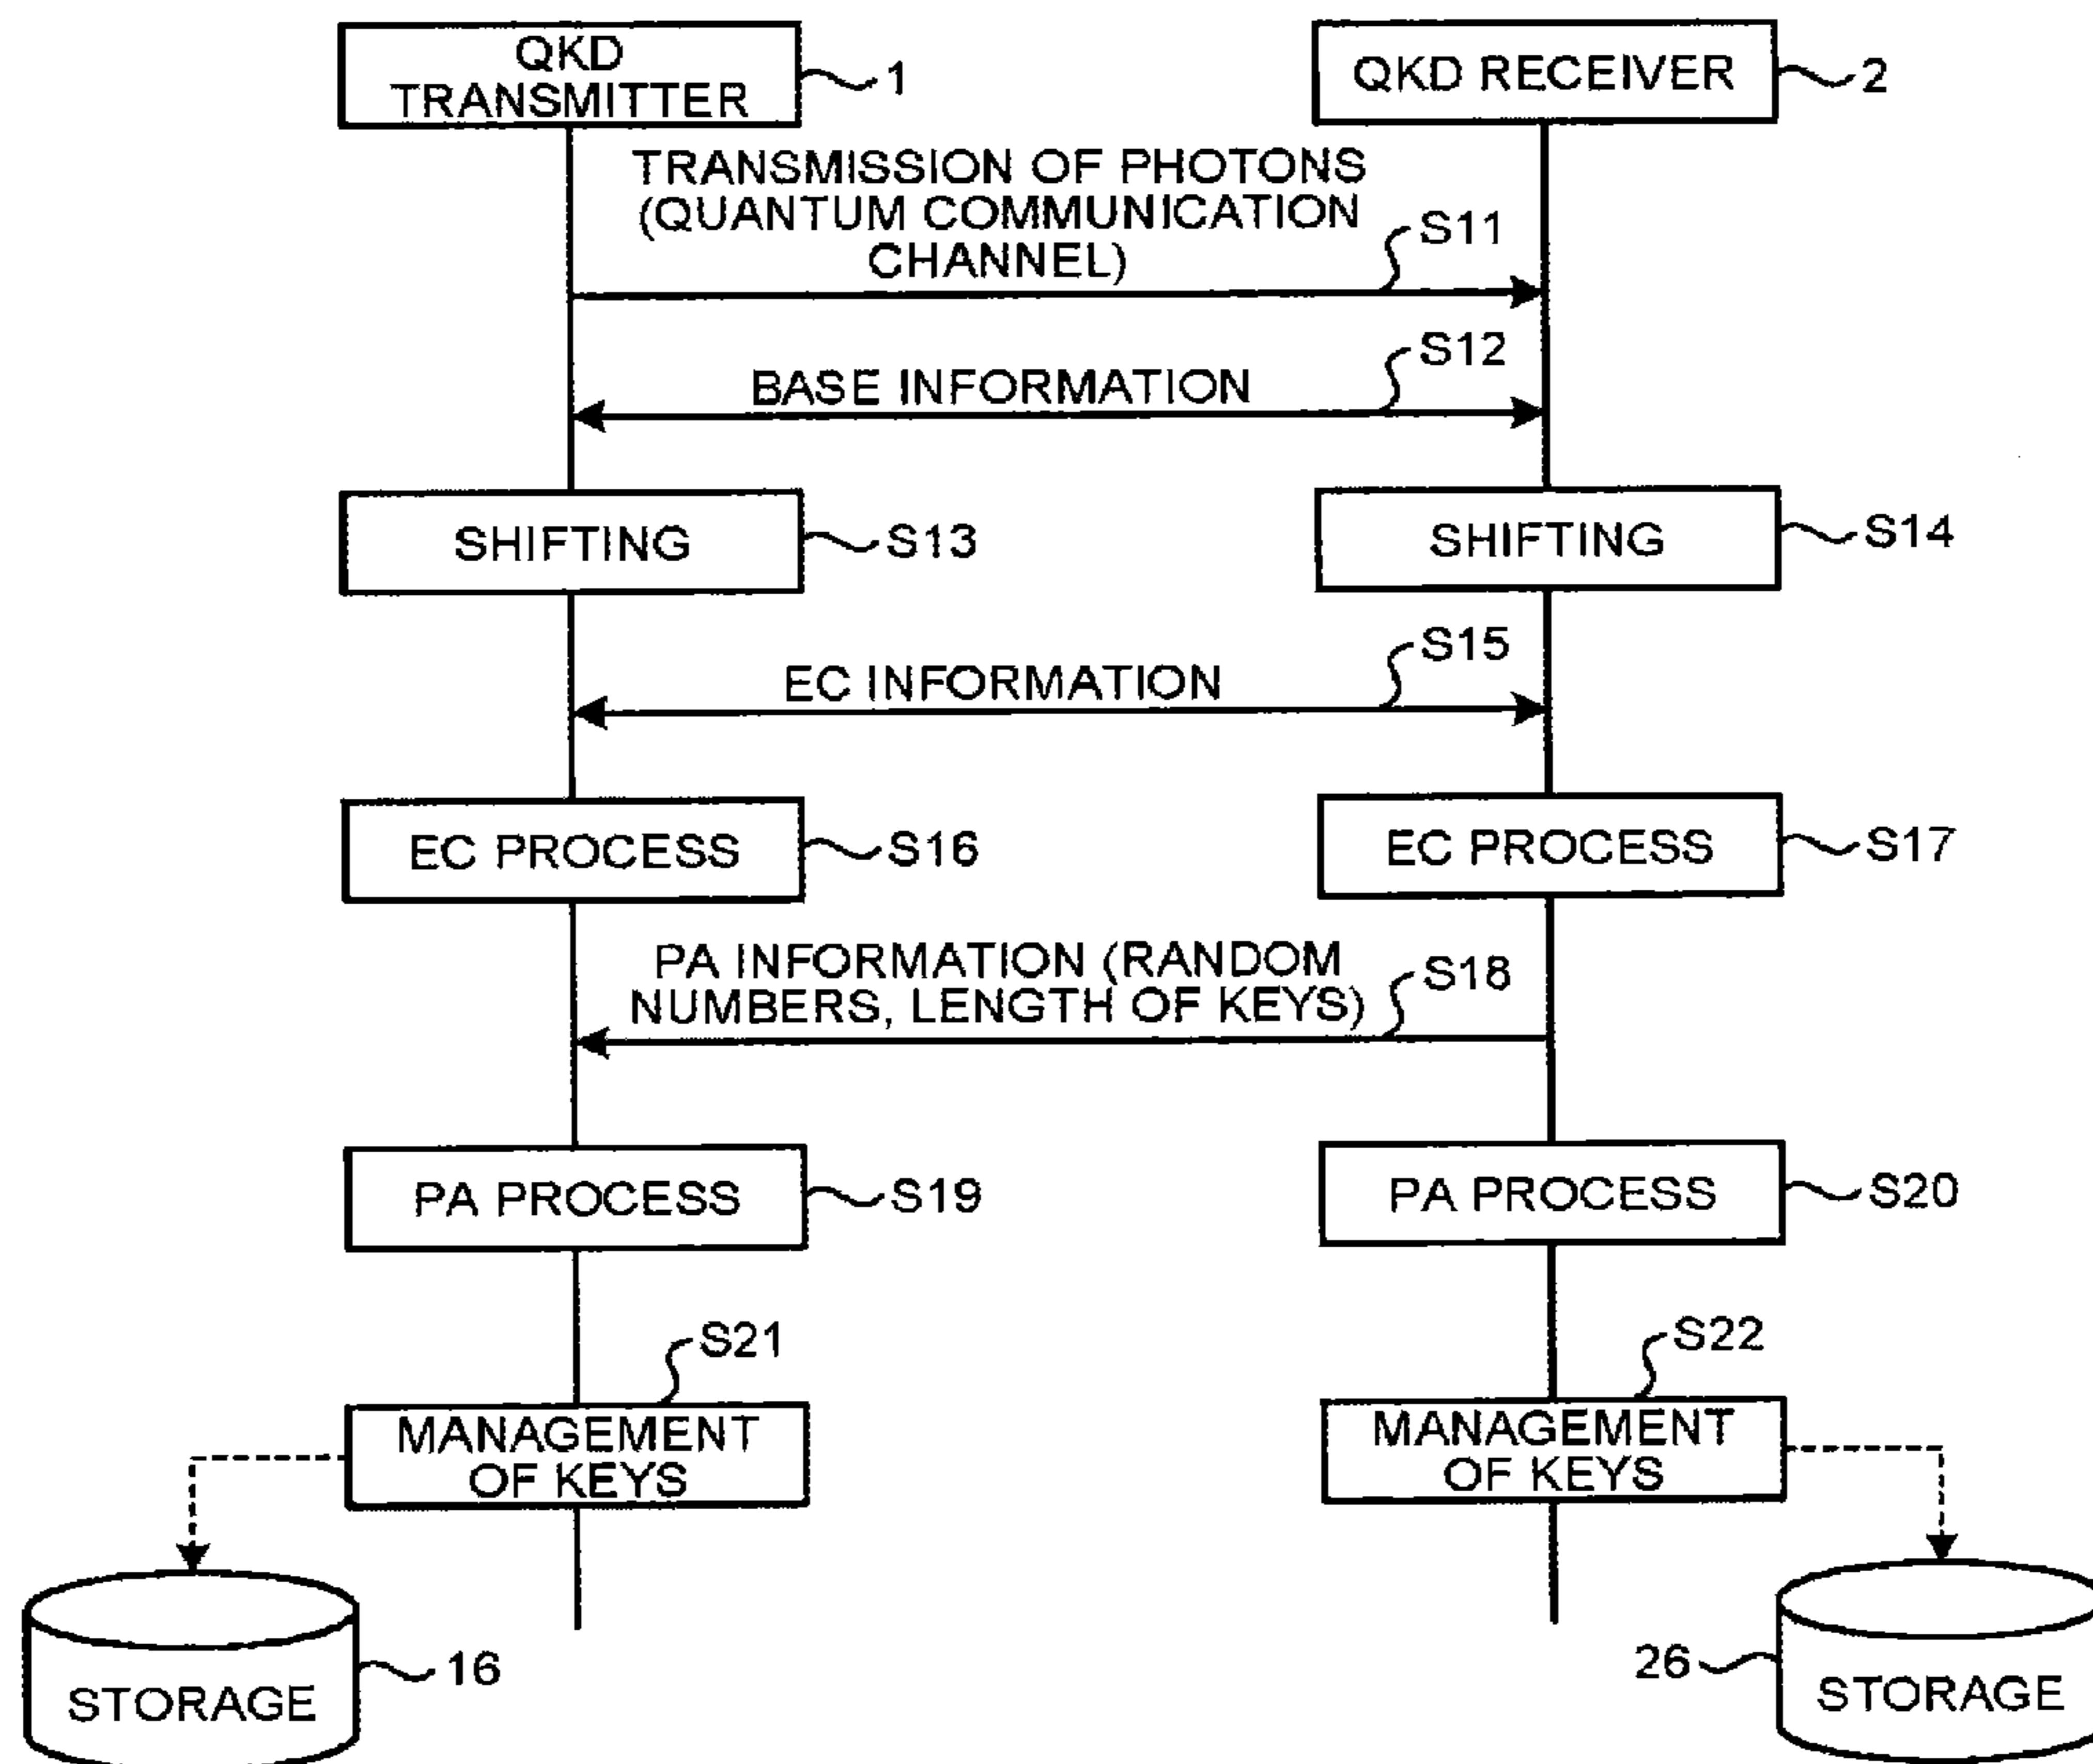 QKD
TRANSMITTER
1
QKD RECEIVER
2
TRANSMISSION OF PHOTONS
(QUANTUM COMMUNICATION
CHANNEL)
S11
BASE INFORMATION
S12
SHIFTING
S13
SHIFTING
S14
EC INFORMATION
S15
EC PROCESS
S16
EC PROCESS
S17
PA INFORMATION (RANDOM
NUMBERS, LENGTH OF KEYS)
S18
PA PROCESS
S19
PA PROCESS
S20
S21
MANAGEMENT
OF KEYS
S22
MANAGEMENT
OF KEYS
STORAGE
16
26
STORAGE